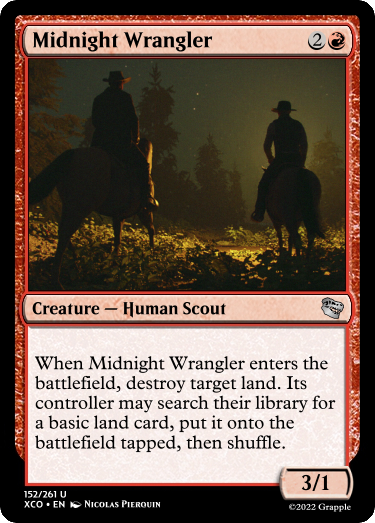 Midnight Wrangler 2
Creature — Human Scout
When Midnight Wrangler enters the
battlefield, destroy target land. Its
controller may search their library for
a basic land card, put it onto the
battlefield tapped, then shuffle.
3/1
152/261 U
XCO • EN Nicolas Pierquin
©2022 Grapple